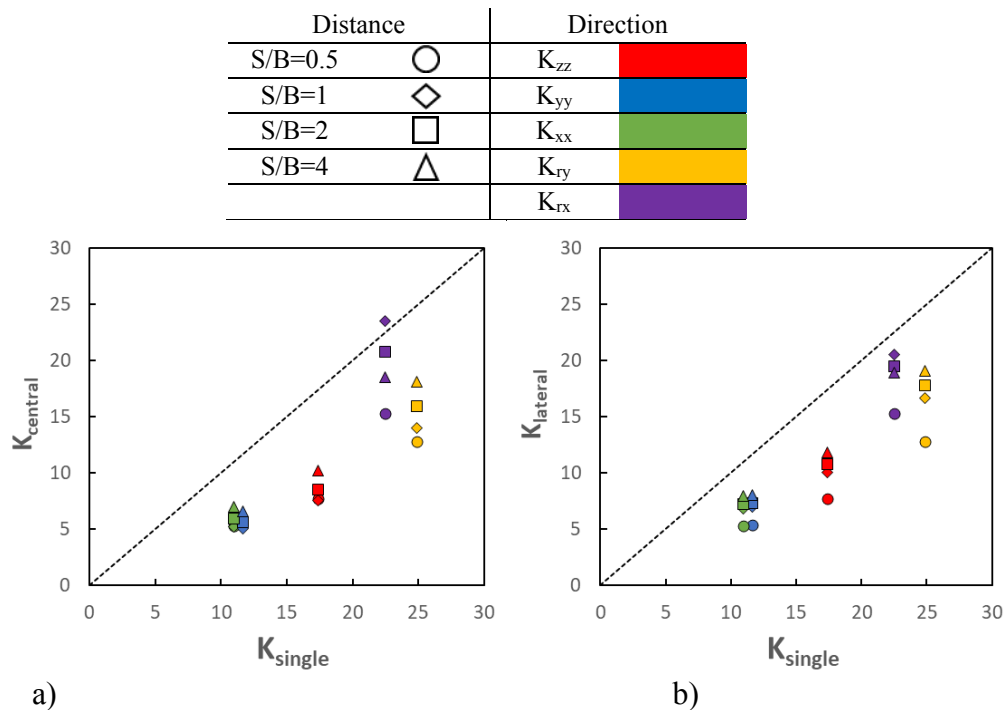 Distance Direction
S/B=0.5 Kzz
S/B=1 Kyy
S/B=2 Kxx
S/B=4 Kry
Krx
30 30
25 25
20 20
15 15
10 10
5 5
0 0
Kcentral Klateral
0 5 10 15 20 25 30 0 5 10 15 20 25 30
Ksingle Ksingle
a) b)